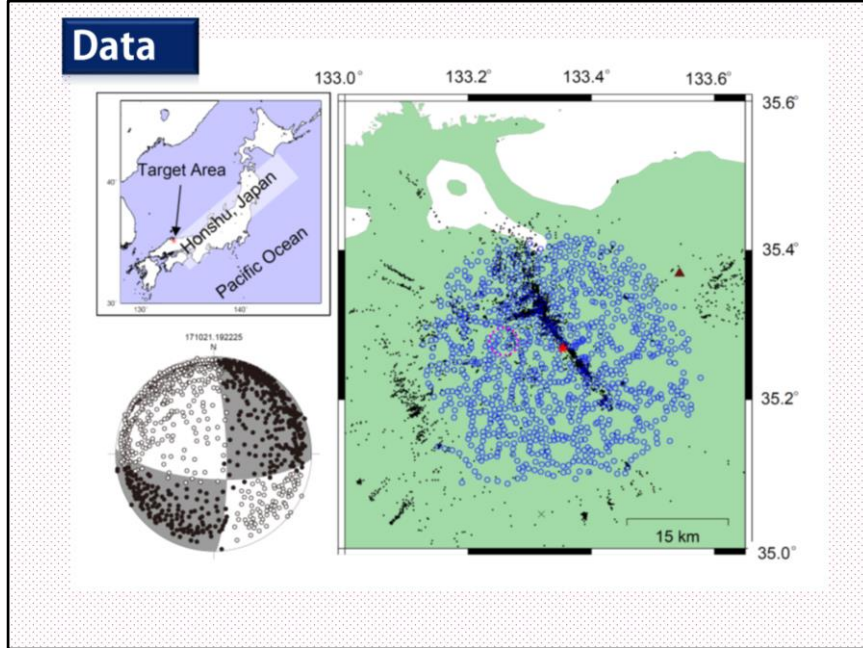 Data
133.0°
133.2°
133.4°
133.6°
35.6°
35.4°
35.2°
35.0°
15 km
Target Area
Honshu, Japan
Pacific Ocean
40°
30°
130°
140°
171021.192225
N